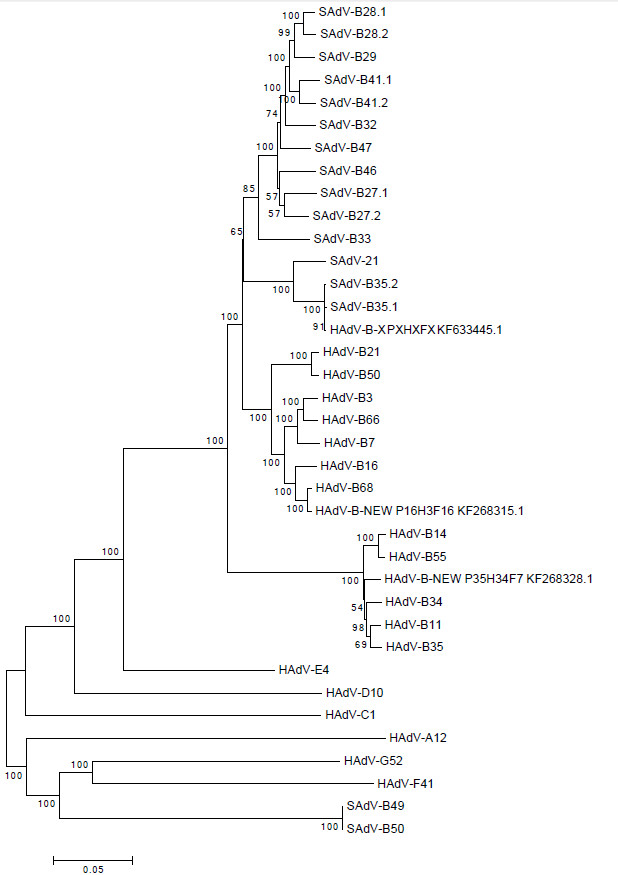 100 SAdV-B28.1
99 SAdV-B28.2
100 SAdV-B29
SAdV-B41.1
100
100 SAdV-B41.2
74 SAdV-B32
100 SAdV-B47
SAdV-B46
85 57 SAdV-B27.1
57 SAdV-B27.2
65 SAdV-B33
SAdV-21
100 SAdV-B35.2
100 SAdV-B35.1
100 91 HAdV-B-XPXHXFX KF633445.1
100 HAdV-B21
HAdV-B50
100 HAdV-B3
100 100 HAdV-B66
100 HAdV-B7
100 HAdV-B16
100 HAdV-B68
100 HAdV-B-NEW P16H3F16 KF268315.1
100 HAdV-B14
100 HAdV-B55
100 HAdV-B-NEW P35H34F7 KF268328.1
54 HAdV-B34
98 HAdV-B11
100 69 HAdV-B35
HAdV-E4
HAdV-D10
HAdV-C1
HAdV-A12
100 100 HAdV-G52
HAdV-F41
100 SAdV-B49
100 SAdV-B50
0.05